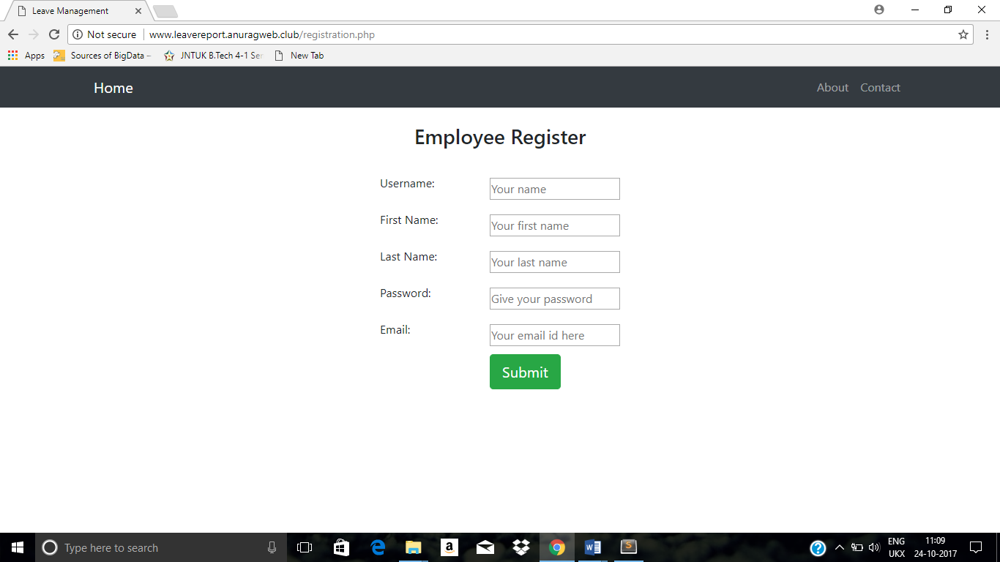 Leave Management
Not secure www.leavereport.anuragweb.club/registration.php
Apps Sources of BigData – JNTUK B.Tech 4-1 Ser New Tab
Home About Contact
Employee Register
Username: Your name
First Name: Your first name
Last Name: Your last name
Password: Give your password
Email: Your email id here
Submit
Type here to search
ENG 11:09
UKX 24-10-2017